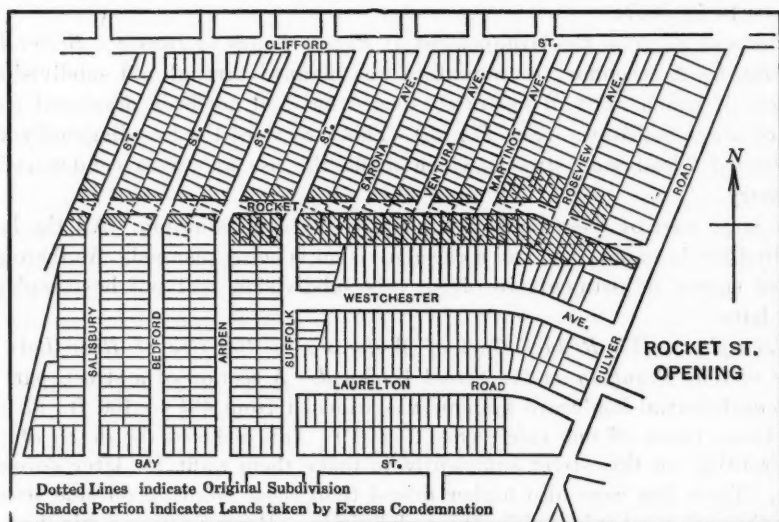 CLIFFORD ST.
ST.
ST.
ST.
ST.
SARONA AVE.
VENTURA AVE.
MARTINOT AVE.
ROSEVIEW AVE.
CULVER ROAD
N
ROCKET ST.
SALISBURY
BEDFORD
ARDEN
SUFFOLK
WESTCHESTER AVE.
LAURELTON ROAD
BAY ST.
ROCKET ST.
OPENING
Dotted Lines indicate Original Subdivision
Shaded Portion indicates Lands taken by Excess Condemnation